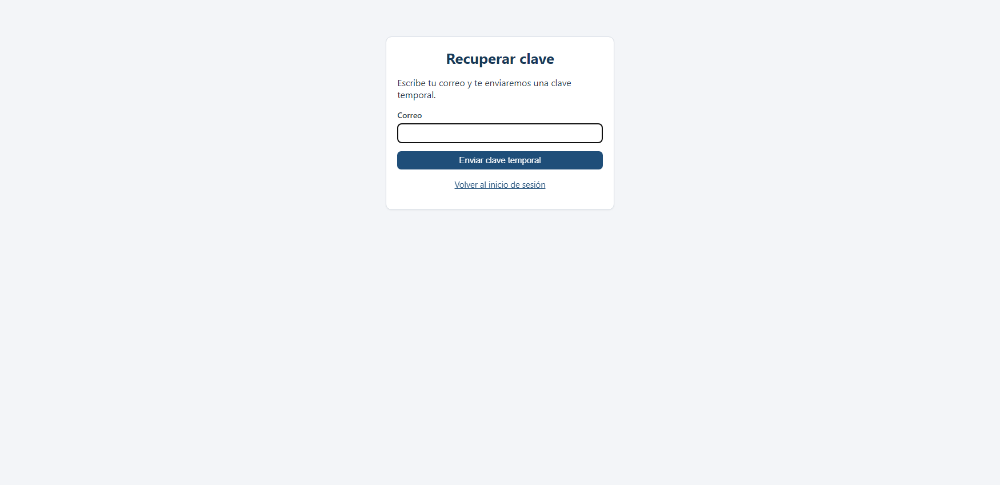 Recuperar clave
Escribe tu correo y te enviaremos una clave
temporal.
Correo
Enviar clave temporal
Volver al inicio de sesión